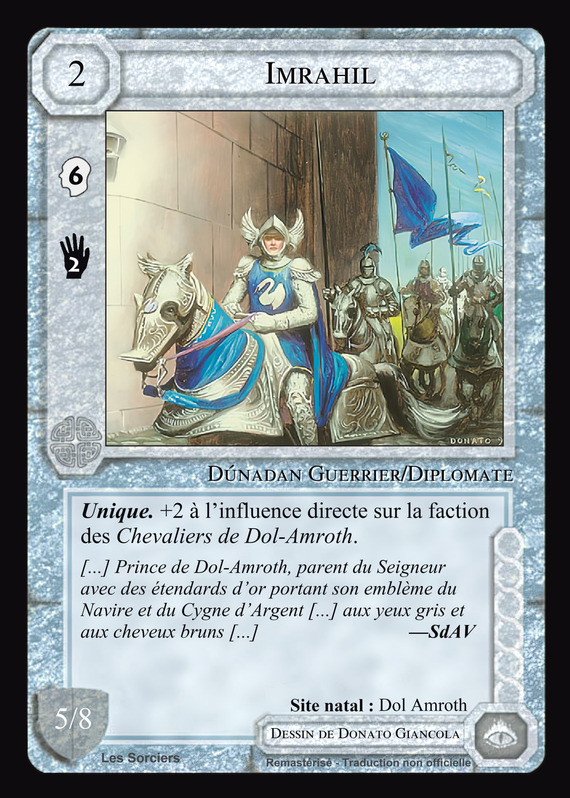 2
IMRAHIL
6
2
DONATO 9
DÚNADAN GUERRIER/DIPLOMATE
Unique. +2 à l'influence directe sur la faction
des Chevaliers de Dol-Amroth.
[...] Prince de Dol-Amroth, parent du Seigneur
avec des étendards d'or portant son emblème du
Navire et du Cygne d'Argent [...] aux yeux gris et
aux cheveux bruns [...] —SdAV
Site natal : Dol Amroth
5/8
DESSIN DE DONATO GIANCOLA
Les Sorciers
Remastérisé - Traduction non officielle